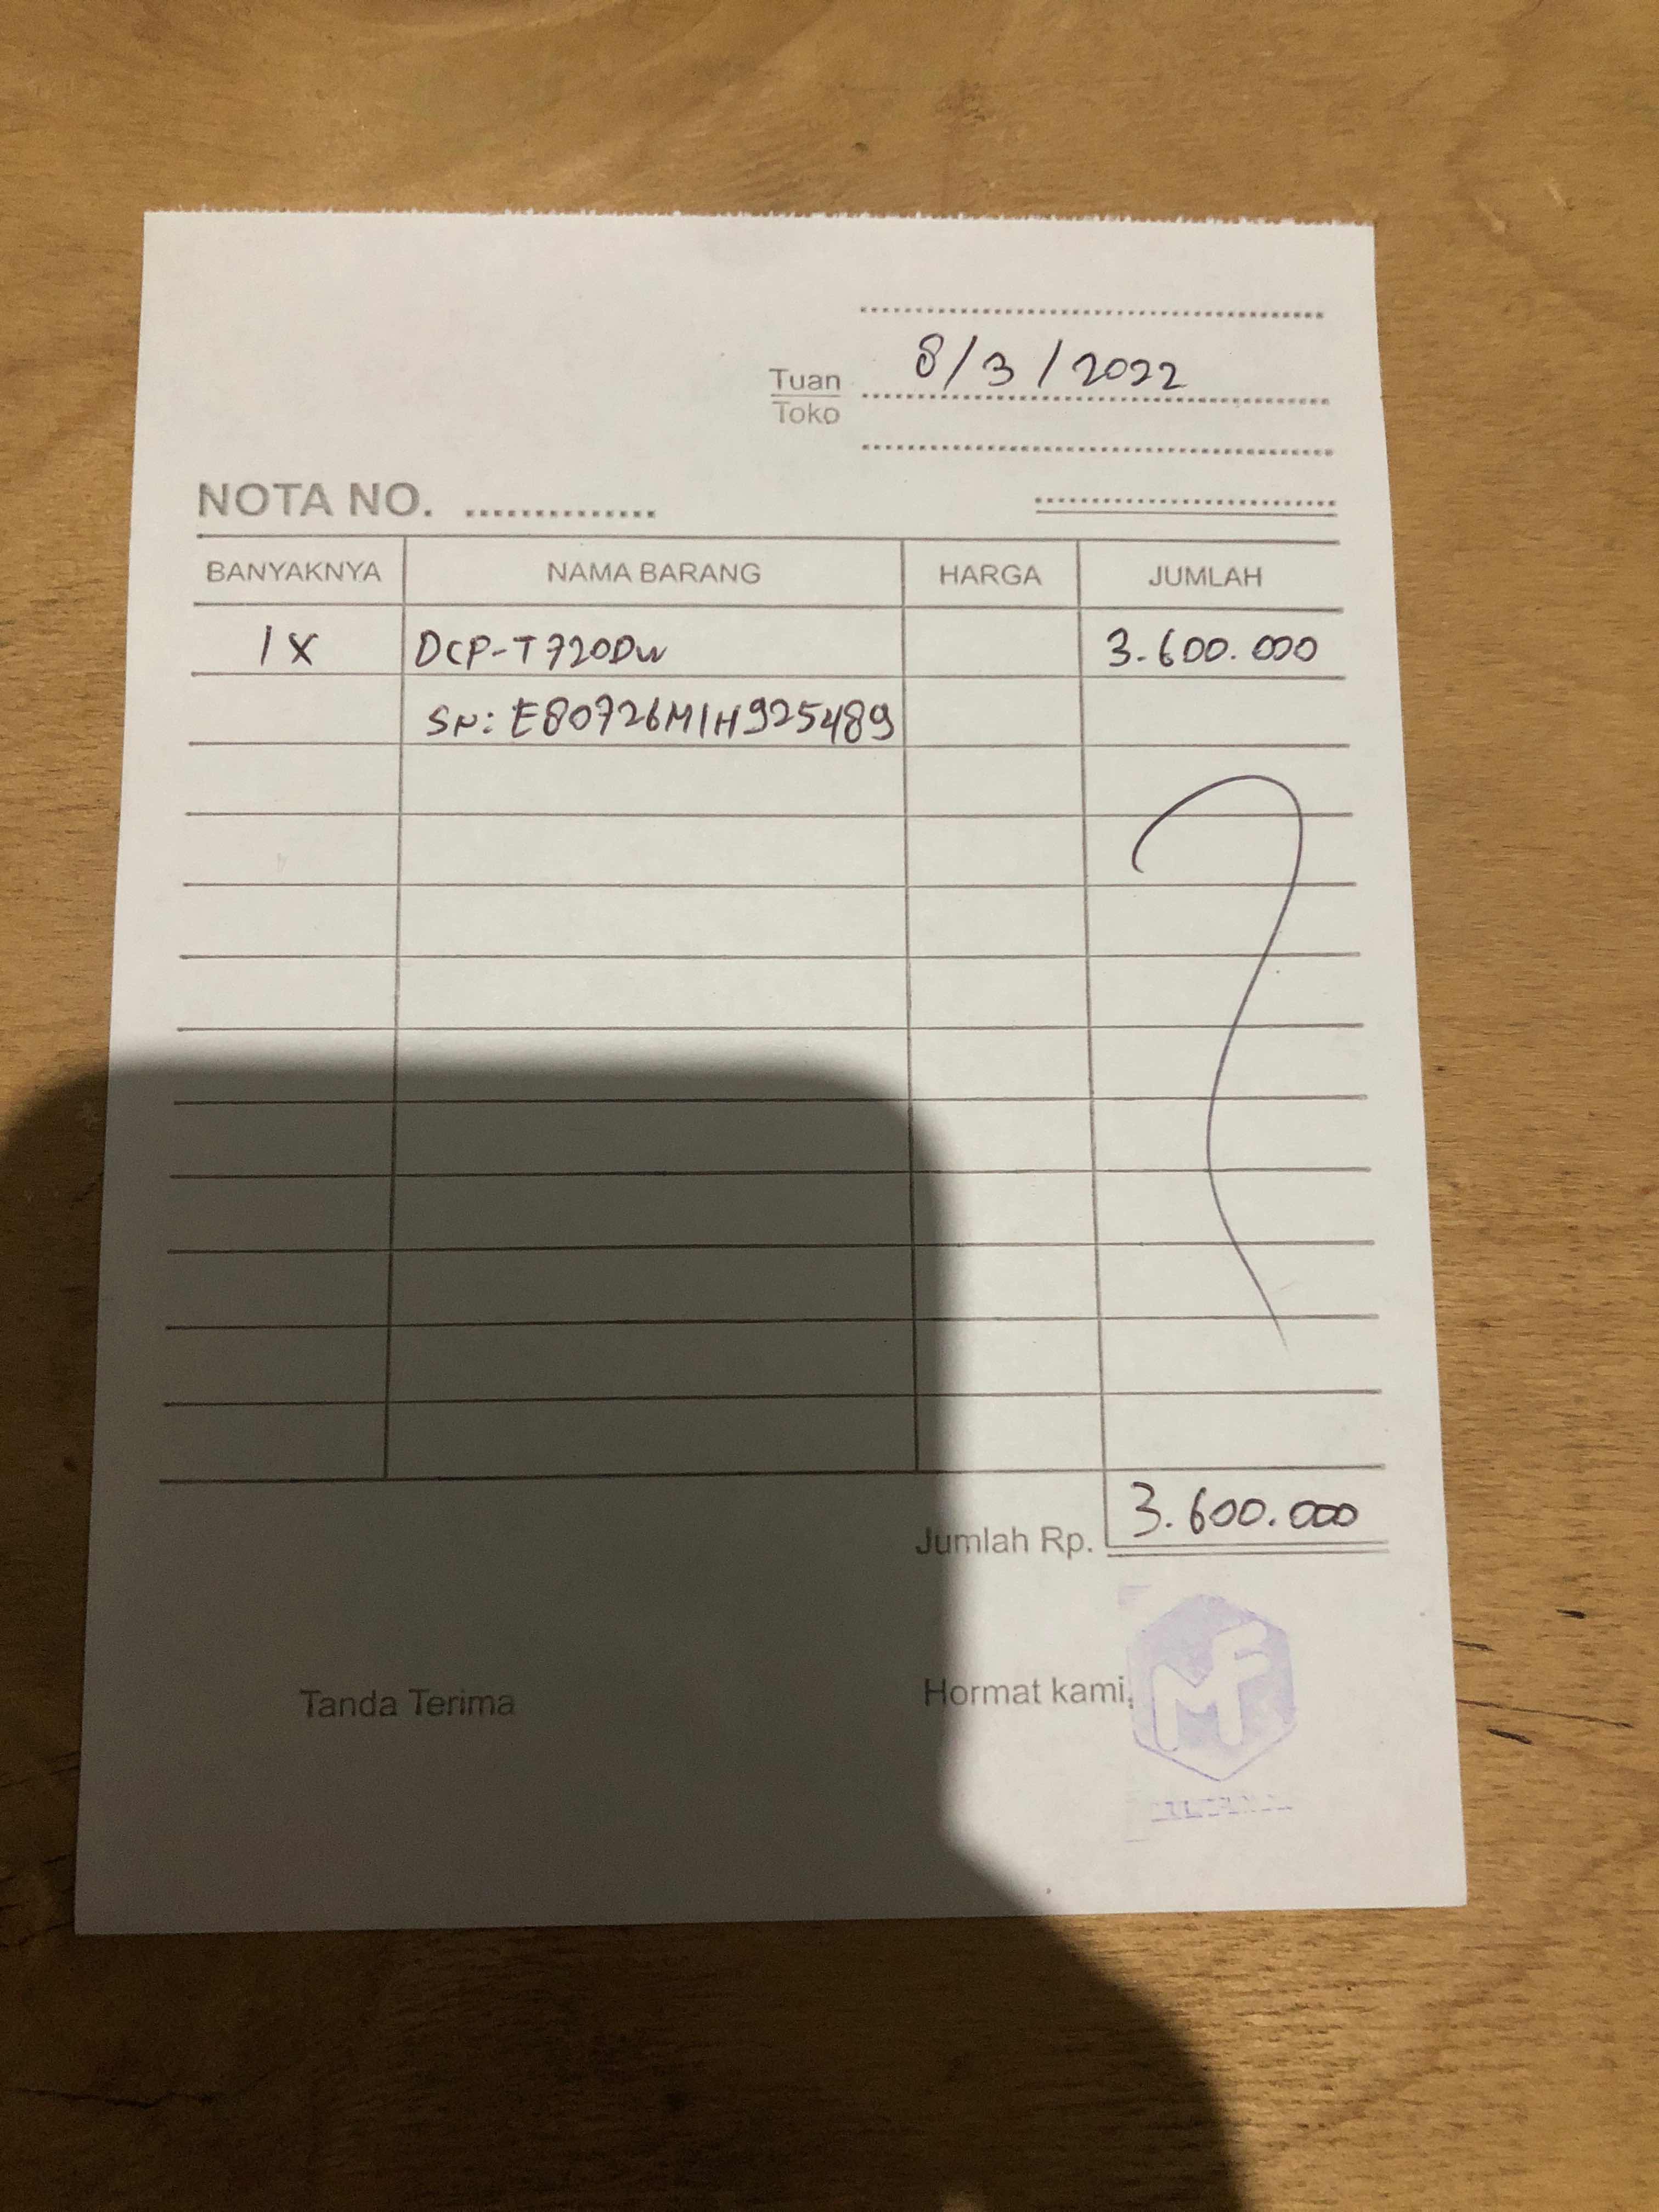 8/3/2022
Tuan
Toko
NOTA NO. ..............
BANYAKNYA NAMA BARANG HARGA JUMLAH
1X DCP-T720DW 3.600.000
SN: E80726M1H925489
Jumlah Rp. 3.600.000
Tanda Terima Hormat kami,
MF